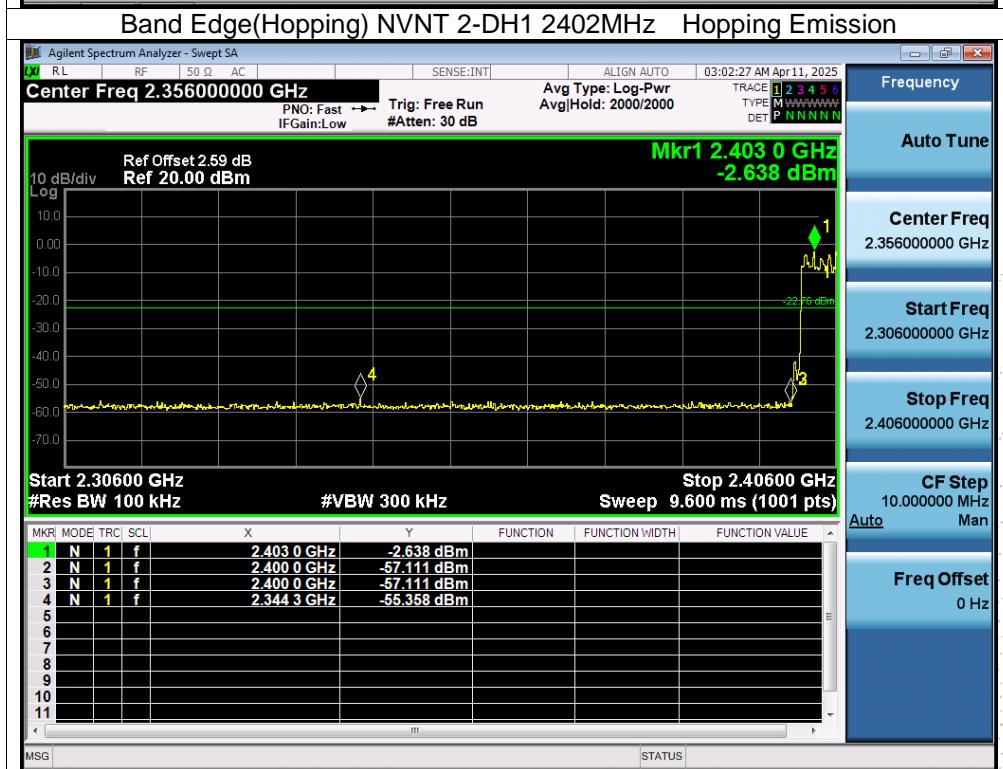 Band Edge(Hopping) NVNT 2-DH1 2402MHz Hopping Emission
Agilent Spectrum Analyzer - Swept SA
LXI RL RF 50 Ω AC SENSE:INT ALIGN AUTO 03:02:27 AM Apr 11, 2025
Center Freq 2.356000000 GHz
PNO: Fast
IFGain:Low
Trig: Free Run
#Atten: 30 dB
Avg Type: Log-Pwr
Avg|Hold: 2000/2000
TRACE 1 2 3 4 5 6
TYPE M WWWWW
DET P N N N N N
Ref Offset 2.59 dB
Ref 20.00 dBm
10 dB/div
Log
Mkr1 2.403 0 GHz
-2.638 dBm
10.0
0.00
-10.0
-20.0
-30.0
-40.0
-50.0
-60.0
-70.0
1
-22.76 dBm
4
3
Start 2.30600 GHz Stop 2.40600 GHz
#Res BW 100 kHz #VBW 300 kHz Sweep 9.600 ms (1001 pts)
MKR MODE TRC SCL X Y FUNCTION FUNCTION WIDTH FUNCTION VALUE
1 N 1 f 2.403 0 GHz -2.638 dBm
2 N 1 f 2.400 0 GHz -57.111 dBm
3 N 1 f 2.400 0 GHz -57.111 dBm
4 N 1 f 2.344 3 GHz -55.358 dBm
5
6
7
8
9
10
11
MSG STATUS
Frequency
Auto Tune
Center Freq
2.356000000 GHz
Start Freq
2.306000000 GHz
Stop Freq
2.406000000 GHz
CF Step
10.000000 MHz
Auto Man
Freq Offset
0 Hz